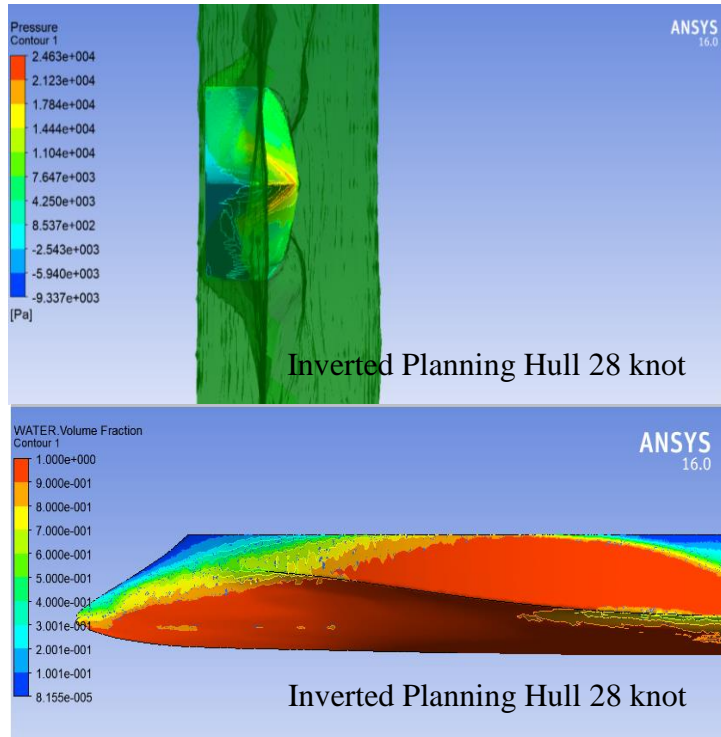 Pressure
Contour 1
2.463e+004
2.123e+004
1.784e+004
1.444e+004
1.104e+004
7.647e+003
4.250e+003
8.537e+002
-2.543e+003
-5.940e+003
-9.337e+003
[Pa]
ANSYS
16.0
Inverted Planning Hull 28 knot
WATER.Volume Fraction
Contour 1
1.000e+000
9.000e-001
8.000e-001
7.000e-001
6.000e-001
5.000e-001
4.000e-001
3.001e-001
2.001e-001
1.001e-001
8.155e-005
ANSYS
16.0
Inverted Planning Hull 28 knot